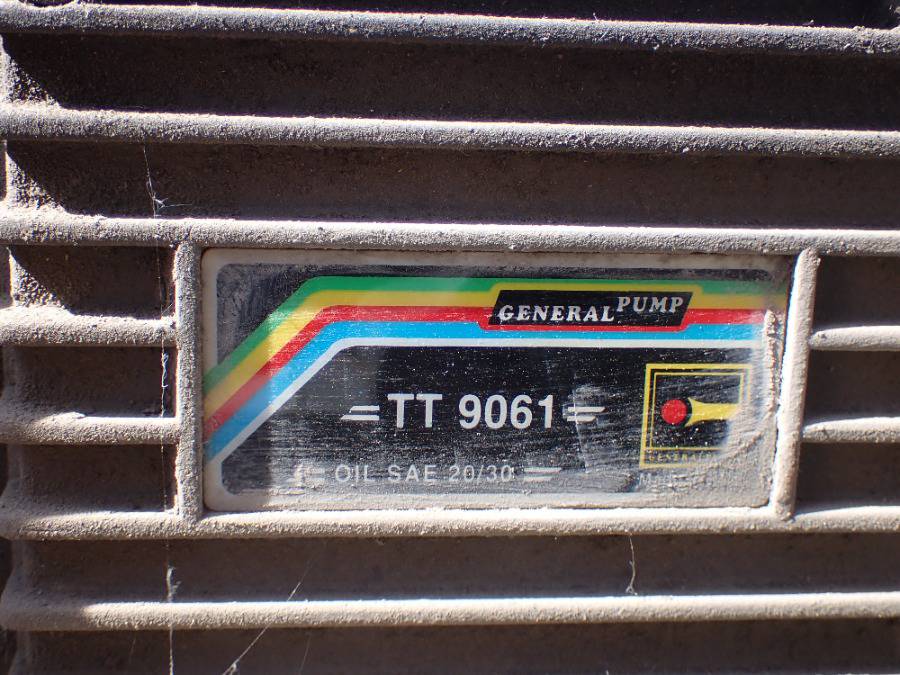 GENERAL PUMP
TT 9061
OIL SAE 20/30